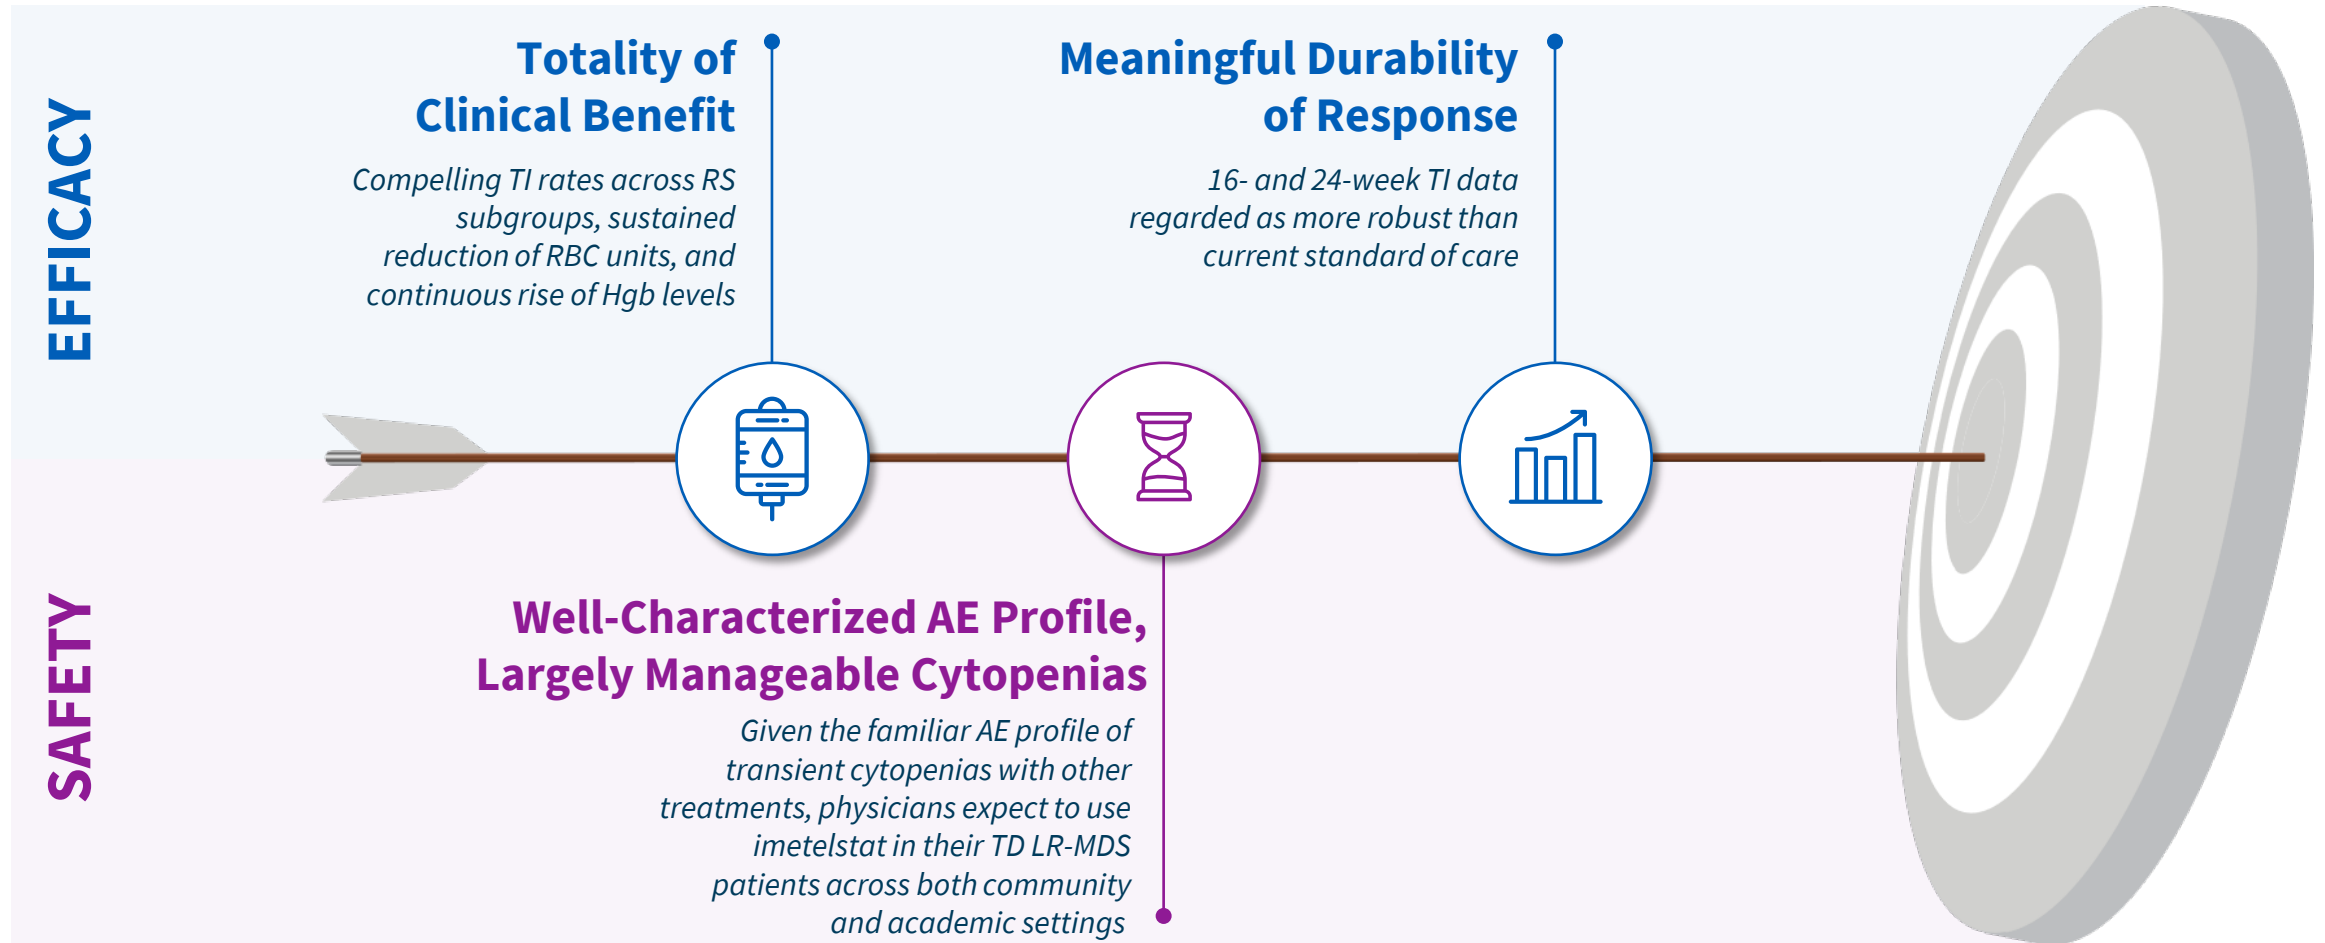 EFFICACY
Totality of
Clinical Benefit
Compelling TI rates across RS
subgroups, sustained
reduction of RBC units, and
continuous rise of Hgb levels
Meaningful Durability
of Response
16- and 24-week TI data
regarded as more robust than
current standard of care
SAFETY
Well-Characterized AE Profile,
Largely Manageable Cytopenias
Given the familiar AE profile of
transient cytopenias with other
treatments, physicians expect to use
imetelstat in their TD LR-MDS
patients across both community
and academic settings